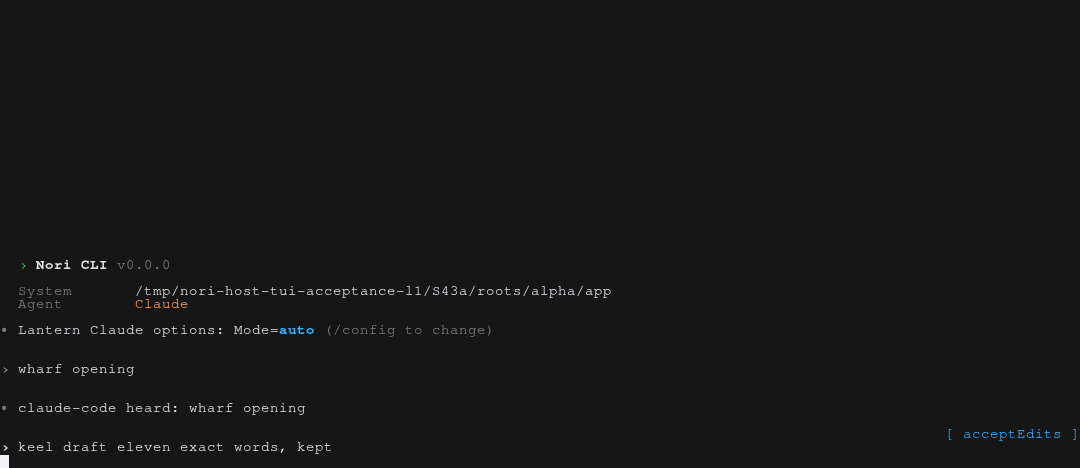 › Nori CLI v0.0.0
System /tmp/nori-host-tui-acceptance-l1/S43a/roots/alpha/app
Agent Claude
• Lantern Claude options: Mode=auto (/config to change)
› wharf opening
• claude-code heard: wharf opening
[ acceptEdits ]
› keel draft eleven exact words, kept